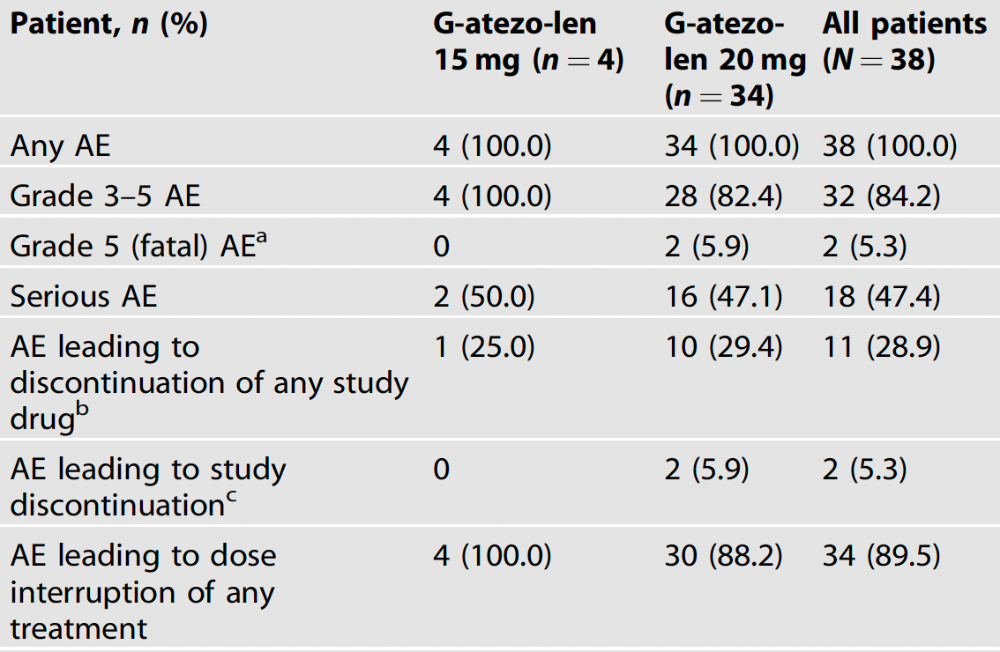 Patient, n (%) G-atezo-len 15 mg (n = 4) G-atezo-len 20 mg (n = 34) All patients (N = 38)
Any AE 4 (100.0) 34 (100.0) 38 (100.0)
Grade 3–5 AE 4 (100.0) 28 (82.4) 32 (84.2)
Grade 5 (fatal) AEa 0 2 (5.9) 2 (5.3)
Serious AE 2 (50.0) 16 (47.1) 18 (47.4)
AE leading to 1 (25.0) 10 (29.4) 11 (28.9)
discontinuation of any study
drugb
AE leading to study 0 2 (5.9) 2 (5.3)
discontinuationc
AE leading to dose 4 (100.0) 30 (88.2) 34 (89.5)
interruption of any
treatment